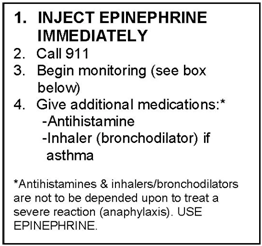 1. INJECT EPINEPHRINE
IMMEDIATELY
2. Call 911
3. Begin monitoring (see box
below)
4. Give additional medications:*
-Antihistamine
-Inhaler (bronchodilator) if
asthma
*Antihistamines & inhalers/bronchodilators
are not to be depended upon to treat a
severe reaction (anaphylaxis). USE
EPINEPHRINE.